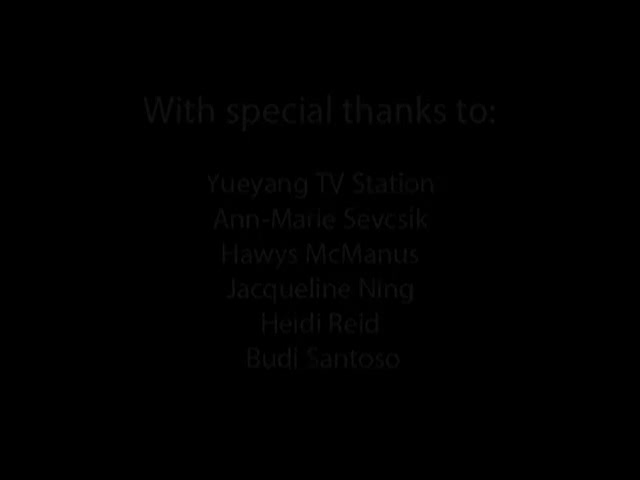 With special thanks to:
Yueyang TV Station
Ann-Marie Sevcsik
Hawys McManus
Jacqueline Ning
Heidi Reid
Budi Santoso